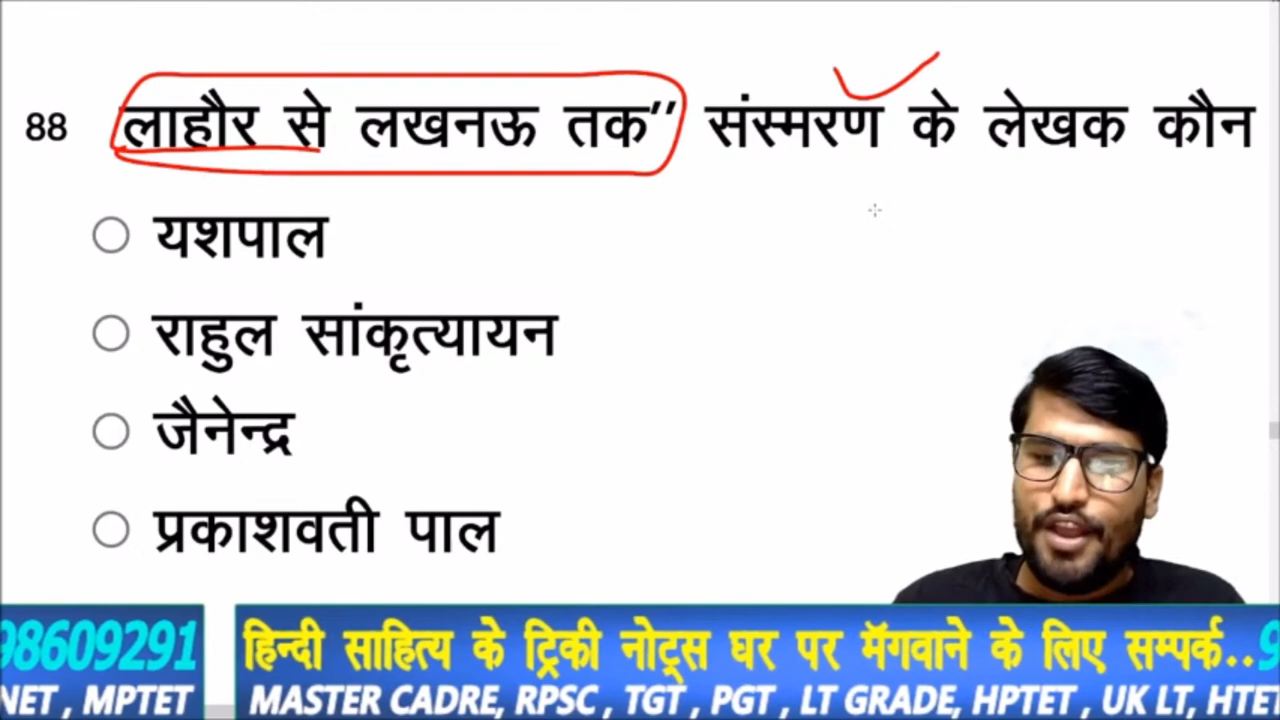 88 लाहौर से लखनऊ तक" संस्मरण के लेखक कौन
यशपाल
राहुल सांकृत्यायन
जैनेन्द्र
प्रकाशवती पाल
98609291 हिन्दी साहित्य के ट्रिकी नोट्स घर पर मॅगवाने के लिए सम्पर्क..9
NET , MPTET MASTER CADRE, RPSC , TGT , PGT , LT GRADE, HPTET , UK LT, HTET